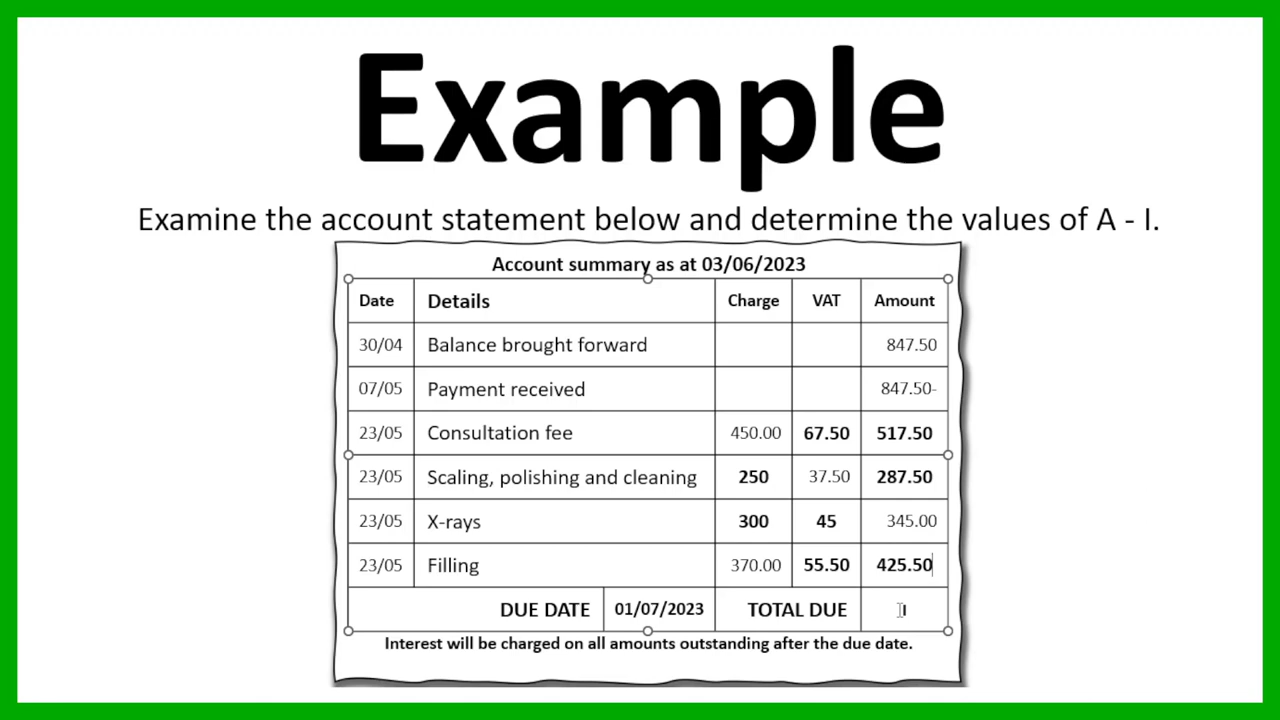 Example
Examine the account statement below and determine the values of A - I.
Account summary as at 03/06/2023
Date Details Charge VAT Amount
30/04 Balance brought forward 847.50
07/05 Payment received 847.50-
23/05 Consultation fee 450.00 67.50 517.50
23/05 Scaling, polishing and cleaning 250 37.50 287.50
23/05 X-rays 300 45 345.00
23/05 Filling 370.00 55.50 425.50
DUE DATE 01/07/2023 TOTAL DUE I
Interest will be charged on all amounts outstanding after the due date.